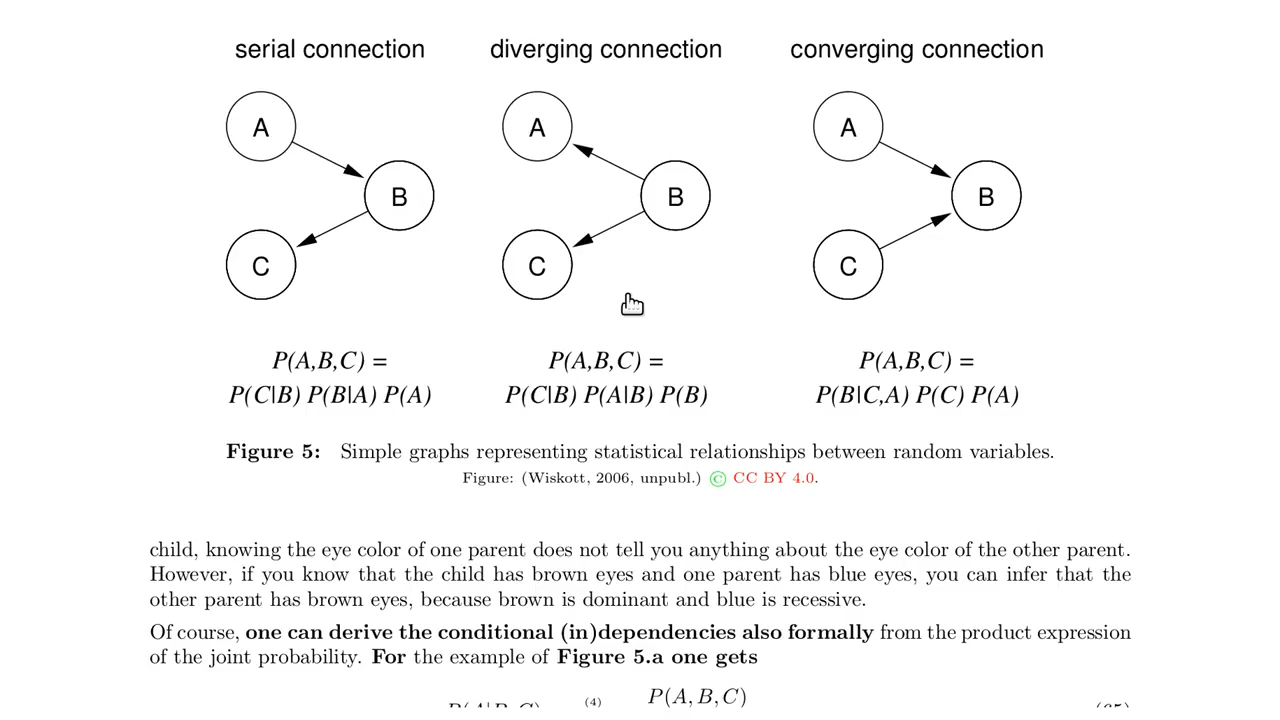 serial connection diverging connection converging connection
A A A
B B B
C C C
P(A,B,C) = P(A,B,C) = P(A,B,C) =
P(C|B) P(B|A) P(A) P(C|B) P(A|B) P(B) P(B|C,A) P(C) P(A)
Figure 5: Simple graphs representing statistical relationships between random variables.
Figure: (Wiskott, 2006, unpubl.) © CC BY 4.0.
child, knowing the eye color of one parent does not tell you anything about the eye color of the other parent.
However, if you know that the child has brown eyes and one parent has blue eyes, you can infer that the
other parent has brown eyes, because brown is dominant and blue is recessive.
Of course, one can derive the conditional (in)dependencies also formally from the product expression
of the joint probability. For the example of Figure 5.a one gets
(4) P(A, B, C)